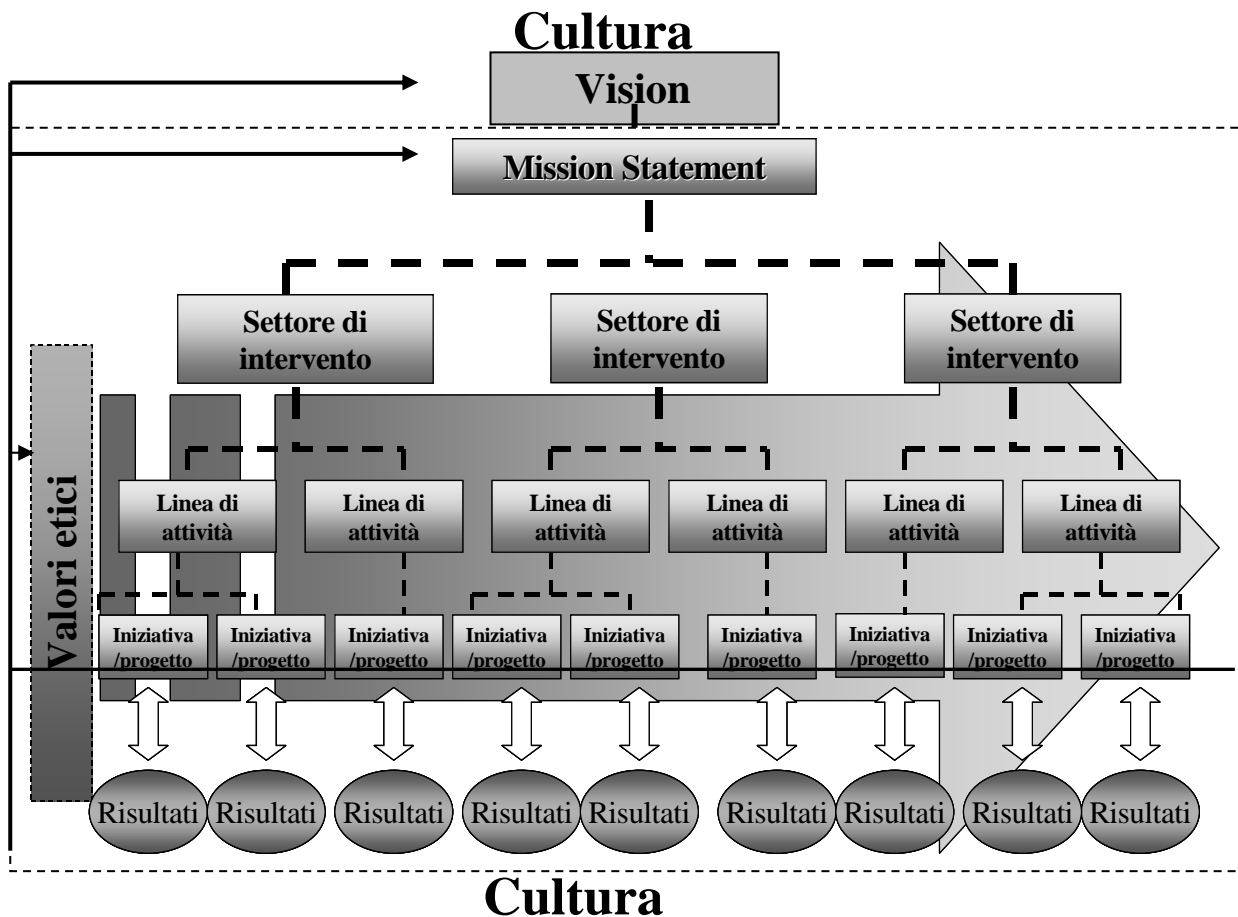 Cultura
Vision
Mission Statement
Settore di
intervento
Settore di
intervento
Settore di
intervento
Valori etici
Linea di
attività
Linea di
attività
Linea di
attività
Linea di
attività
Linea di
attività
Linea di
attività
Iniziativa
/progetto
Iniziativa
/progetto
Iniziativa
/progetto
Iniziativa
/progetto
Iniziativa
/progetto
Iniziativa
/progetto
Iniziativa
/progetto
Iniziativa
/progetto
Iniziativa
/progetto
Risultati
Risultati
Risultati
Risultati
Risultati
Risultati
Risultati
Risultati
Risultati
Cultura